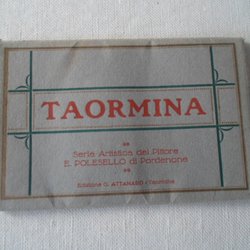 TAORMINA
Serie Artistica del Pittore
E. POLESELLO di Pordenone
Edizione G. ATTANASIO - Taormina